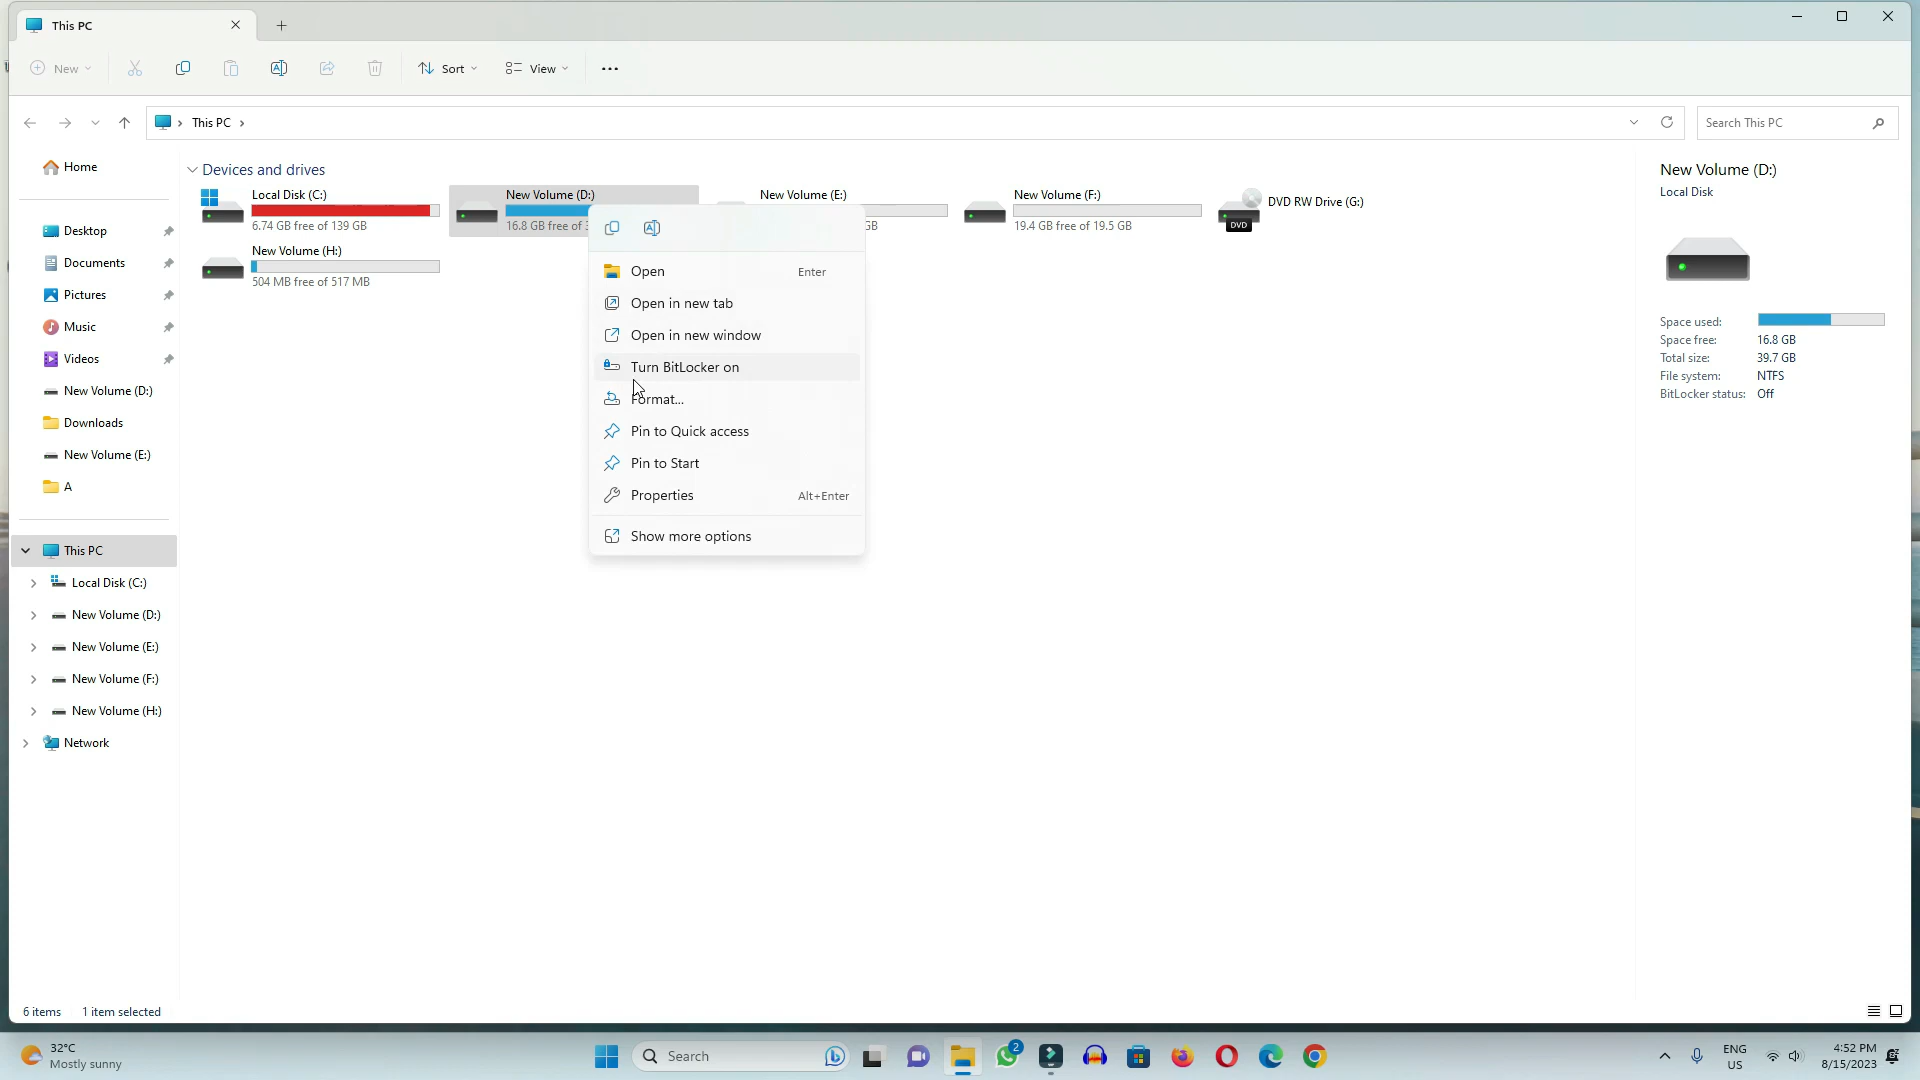 This PC
New
Sort
View
This PC
Search This PC
Home
Desktop
Documents
Pictures
Music
Videos
New Volume (D:)
Downloads
New Volume (E:)
A
This PC
Local Disk (C:)
New Volume (D:)
New Volume (E:)
New Volume (F:)
New Volume (H:)
Network
Devices and drives
Local Disk (C:)
6.74 GB free of 139 GB
New Volume (D:)
16.8 GB free of
New Volume (E:)
GB
New Volume (F:)
19.4 GB free of 19.5 GB
DVD RW Drive (G:)
DVD
New Volume (H:)
504 MB free of 517 MB
Open Enter
Open in new tab
Open in new window
Turn BitLocker on
Format...
Pin to Quick access
Pin to Start
Properties Alt+Enter
Show more options
New Volume (D:)
Local Disk
Space used:
Space free: 16.8 GB
Total size: 39.7 GB
File system: NTFS
BitLocker status: Off
6 items 1 item selected
32°C
Mostly sunny
Search
2
ENG
US
4:52 PM
8/15/2023